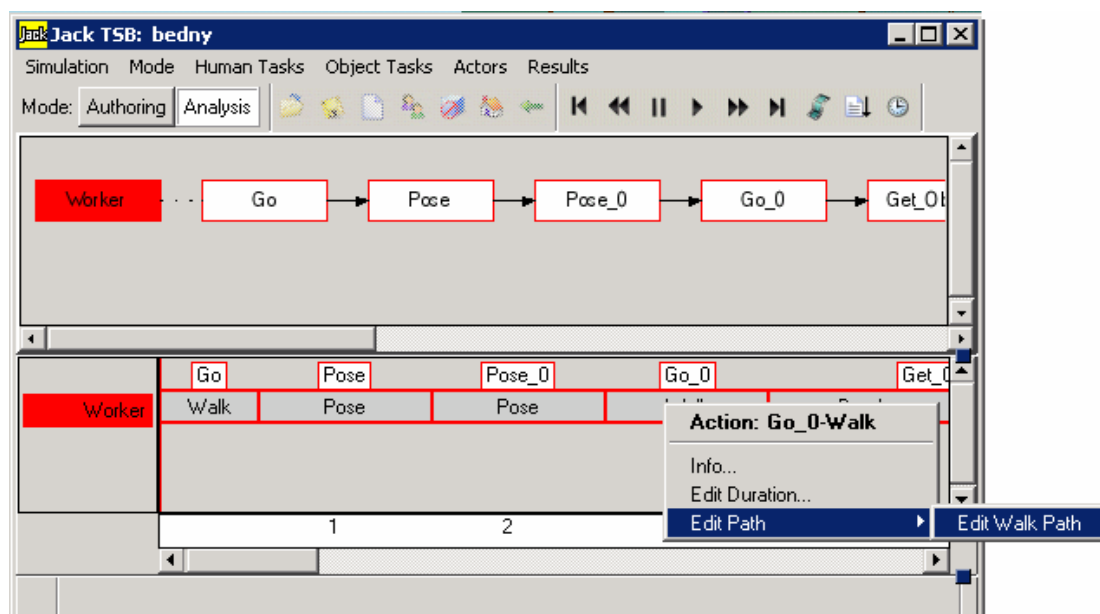 Jack Jack TSB: bedny
Simulation Mode Human Tasks Object Tasks Actors Results
Mode: Authoring Analysis
Worker Go Pose Pose_0 Go_0 Get_Ob
Go Pose Pose_0 Go_0 Get_0
Worker Walk Pose Pose
Action: Go_0-Walk
Info...
Edit Duration...
Edit Path Edit Walk Path
1 2